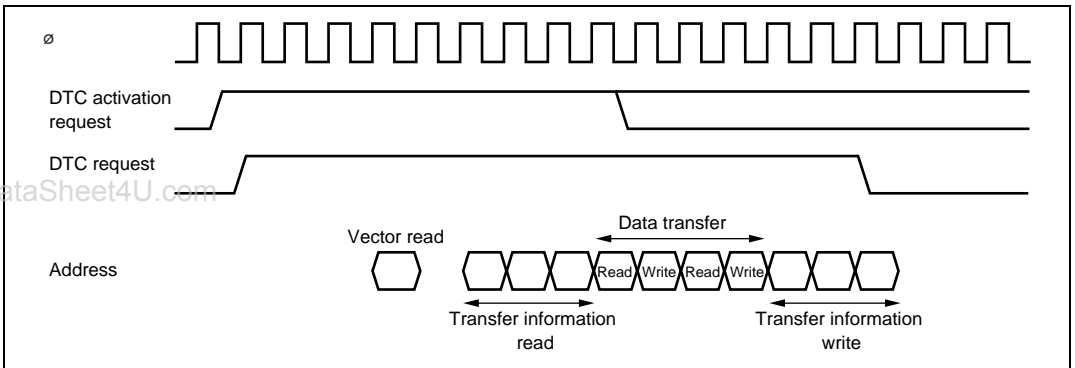 ø
DTC activation
request
DTC request
ataSheet4U.com
Data transfer
Vector read
Address
Read Write Read Write
Transfer information
read
Transfer information
write